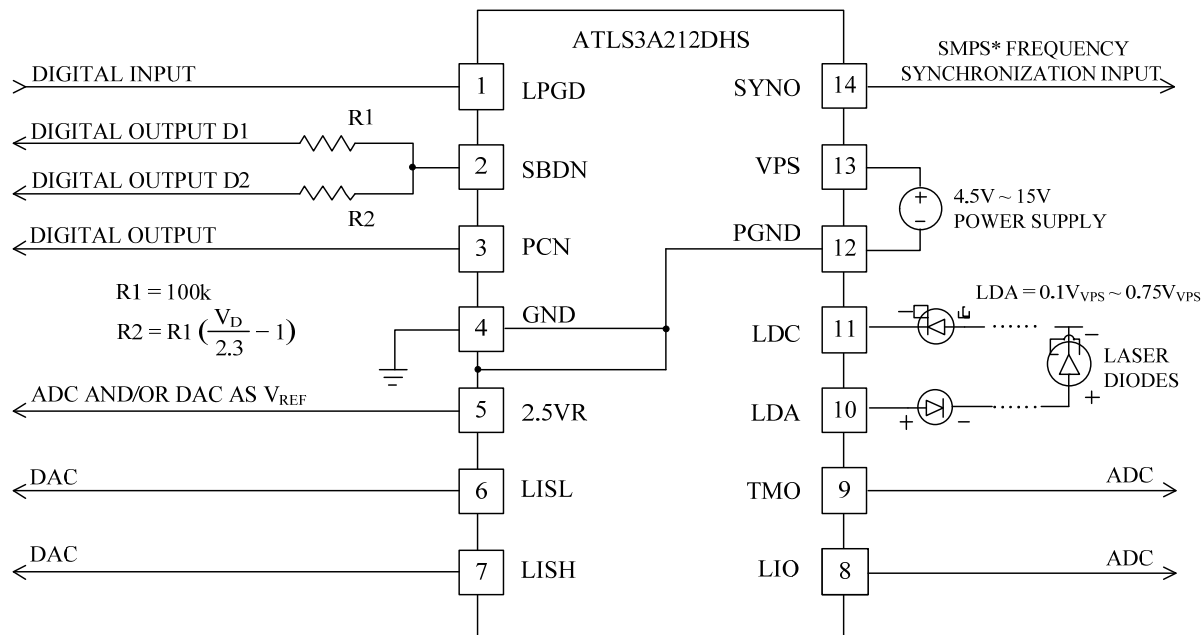 ATLS3A212DHS
DIGITAL INPUT
1
LPGD
DIGITAL OUTPUT D1
R1
DIGITAL OUTPUT D2
R2
2
SBDN
DIGITAL OUTPUT
3
PCN
R1 = 100k
R2 = R1 (V_D/2.3 − 1)
4
GND
ADC AND/OR DAC AS V_REF
5
2.5VR
DAC
6
LISL
DAC
7
LISH
SMPS* FREQUENCY
SYNCHRONIZATION INPUT
SYNO
14
VPS
13
+
−
4.5V ~ 15V
POWER SUPPLY
PGND
12
LDA = 0.1V_VPS ~ 0.75V_VPS
LDC
11
−
LASER
DIODES
+
LDA
10
+
−
TMO
9
ADC
LIO
8
ADC